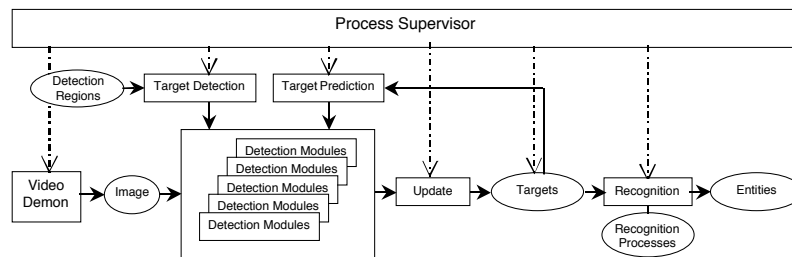 Process Supervisor
Detection
Regions
Target Detection
Target Prediction
Detection Modules
Detection Modules
Detection Modules
Detection Modules
Detection Modules
Video
Demon
Image
Update
Targets
Recognition
Entities
Recognition
Processes